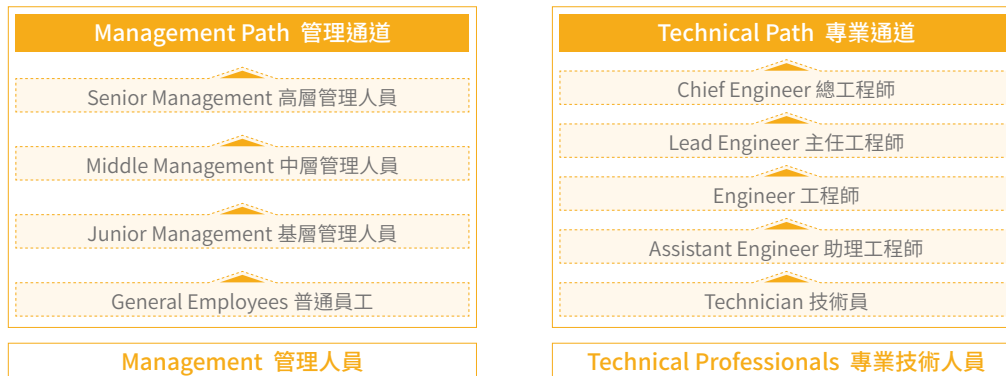 Management Path 管理通道
Senior Management 高層管理人員
Middle Management 中層管理人員
Junior Management 基層管理人員
General Employees 普通員工
Management 管理人員
Technical Path 專業通道
Chief Engineer 總工程師
Lead Engineer 主任工程師
Engineer 工程師
Assistant Engineer 助理工程師
Technician 技術員
Technical Professionals 專業技術人員